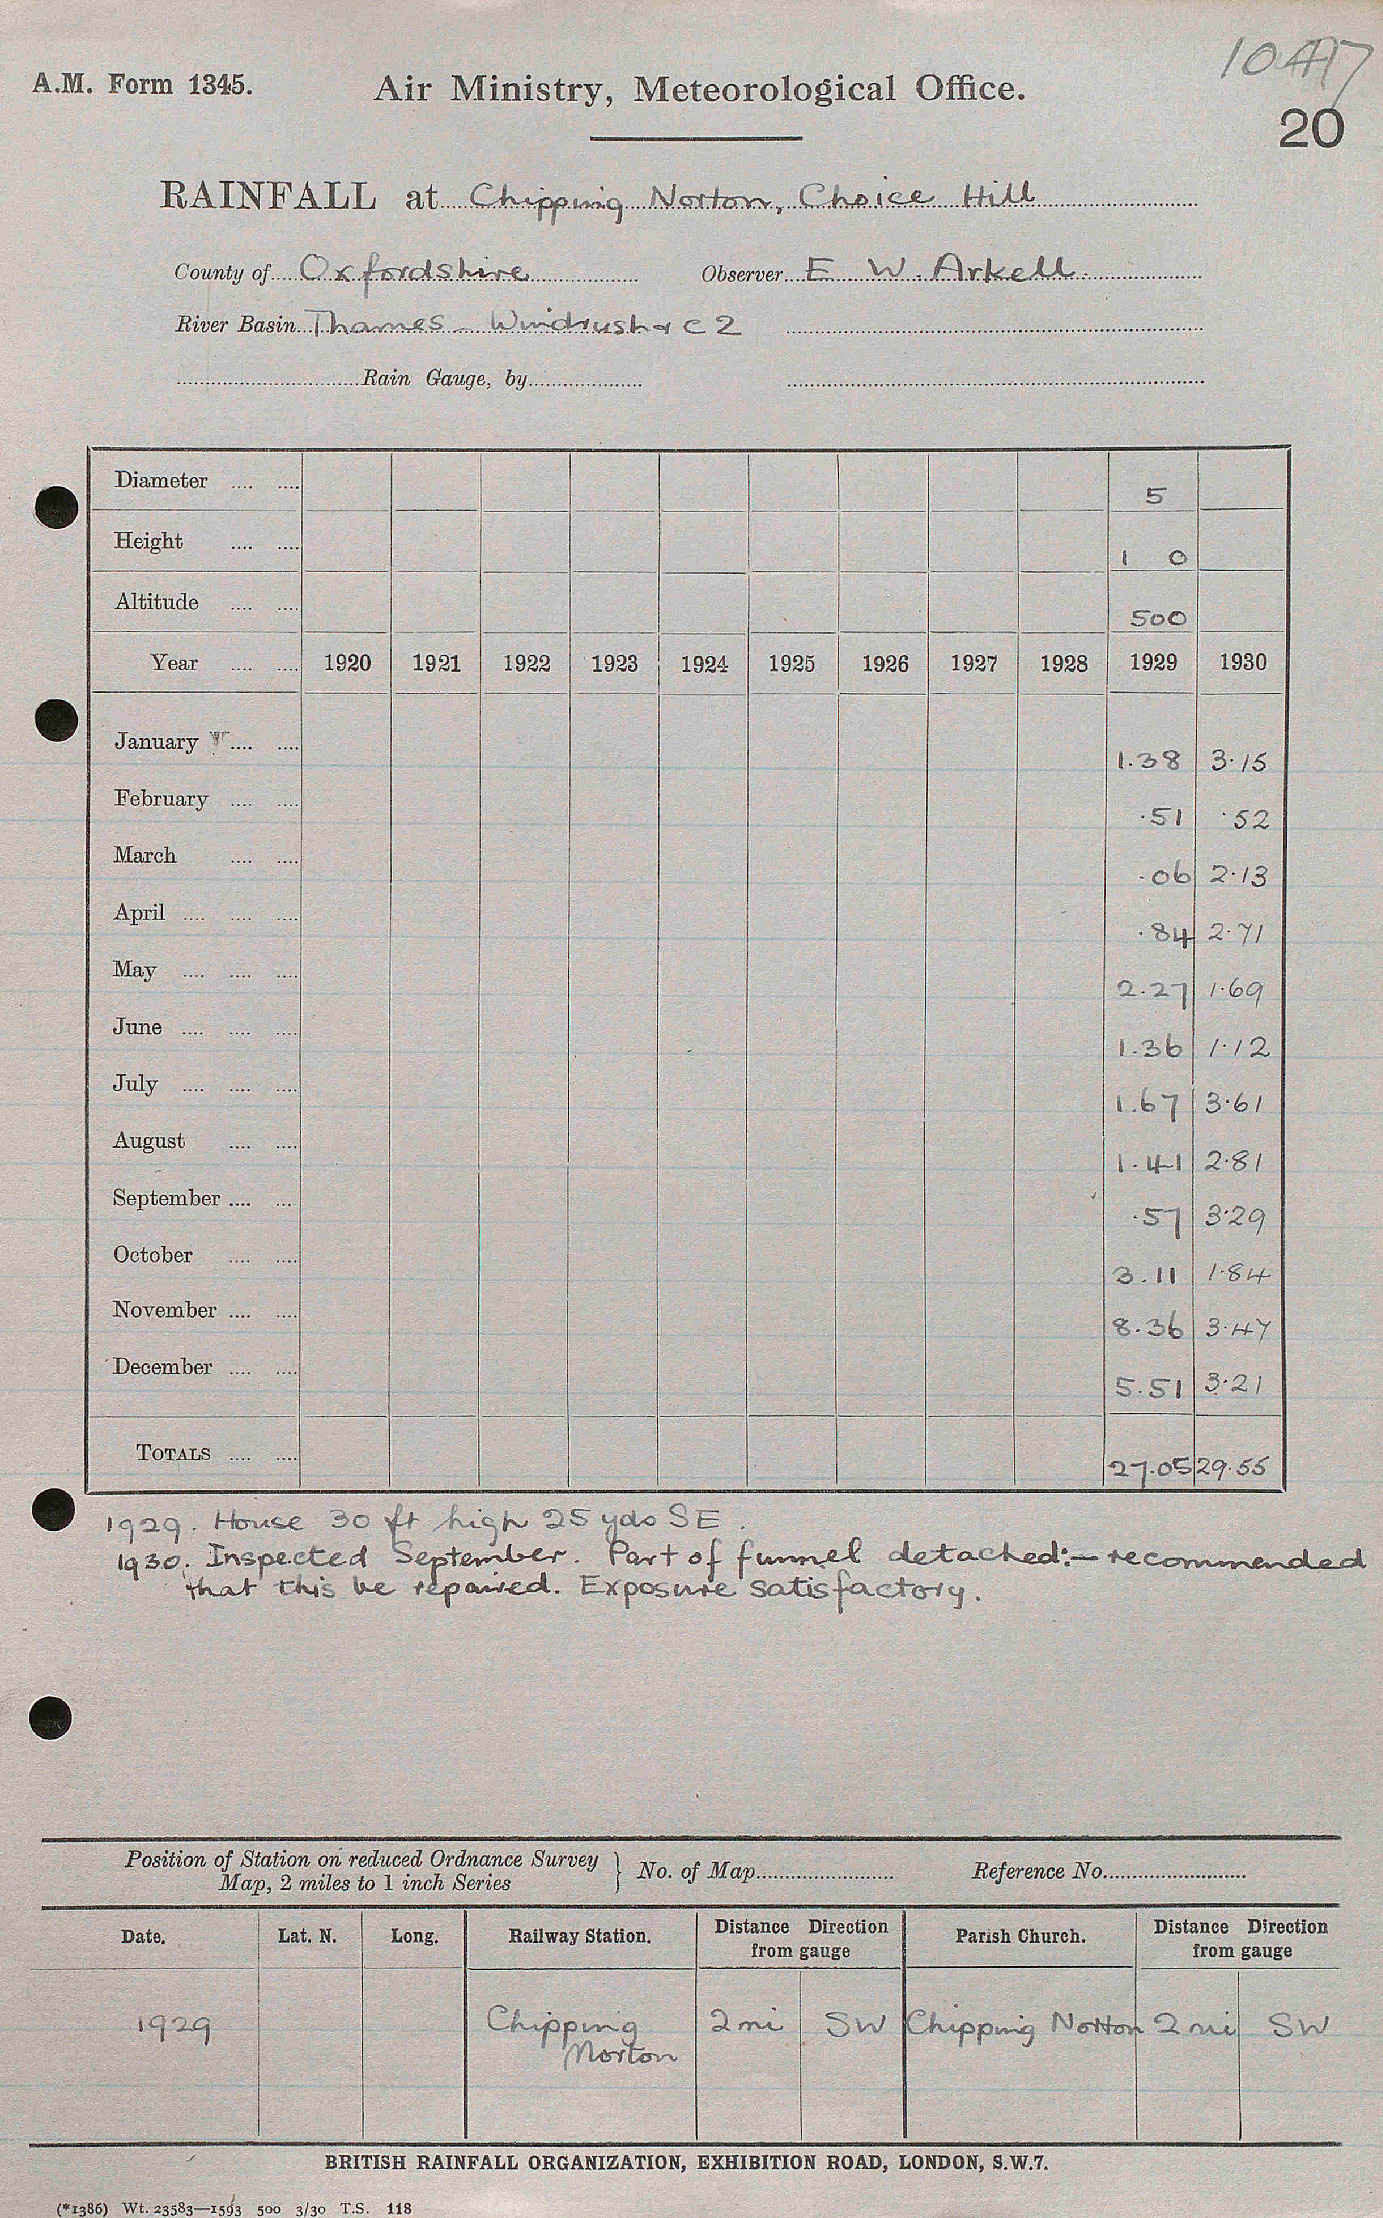 10417
A.M. Form 1345. Air Ministry, Meteorological Office.
20
RAINFALL at Chipping Norton, Choice Hill
County of Oxfordshire Observer E. W. Arkell.
River Basin Thames - Windrush & C 2
Rain Gauge, by
Diameter 5
Height 1 0
Altitude 500
Year 1920 1921 1922 1923 1924 1925 1926 1927 1928 1929 1930
January 1.38 3.15
February .51 .52
March .06 2.13
April .84 2.71
May 2.27 1.69
June 1.36 1.12
July 1.67 3.61
August 1.41 2.81
September .57 3.29
October 3.11 1.84
November 8.36 3.47
December 5.51 3.21
TOTALS 27.05 29.55
1929. House 30 ft high 25 yds SE.
1930. Inspected September. Part of funnel detached:— recommended
that this be repaired. Exposure satisfactory.
Position of Station on reduced Ordnance Survey
Map, 2 miles to 1 inch Series } No. of Map Reference No.
Date. Lat. N. Long. Railway Station. Distance Direction from gauge Parish Church. Distance Direction from gauge
1929 Chipping Norton 2 mi SW Chipping Norton 2 mi SW
BRITISH RAINFALL ORGANIZATION, EXHIBITION ROAD, LONDON, S.W.7.
(*1386) Wt. 23583—1593 500 3/30 T.S. 118